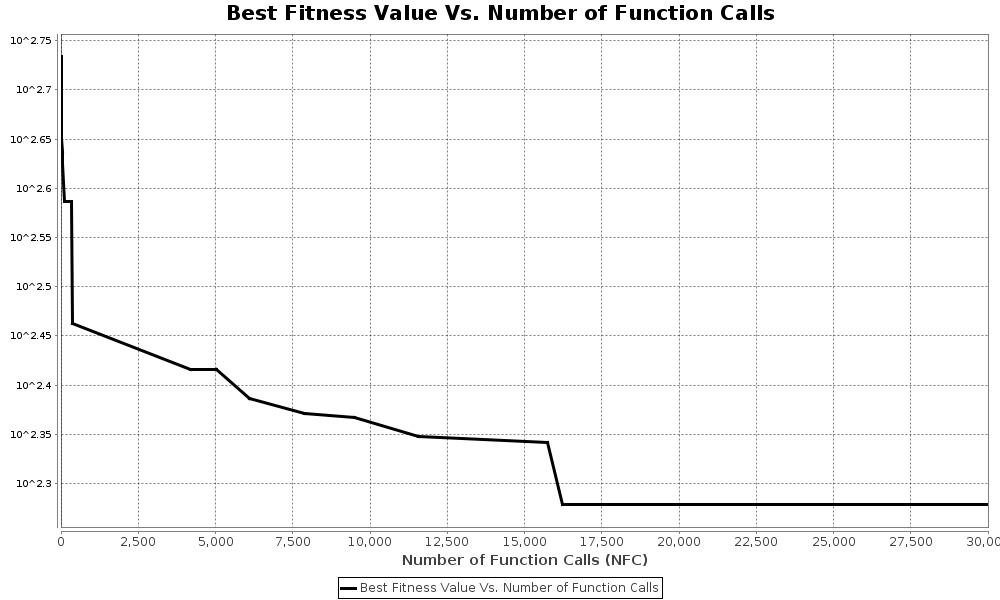 Best Fitness Value Vs. Number of Function Calls
10^2.75
10^2.7
10^2.65
10^2.6
10^2.55
10^2.5
10^2.45
10^2.4
10^2.35
10^2.3
0 2,500 5,000 7,500 10,000 12,500 15,000 17,500 20,000 22,500 25,000 27,500 30,00
Number of Function Calls (NFC)
Best Fitness Value Vs. Number of Function Calls